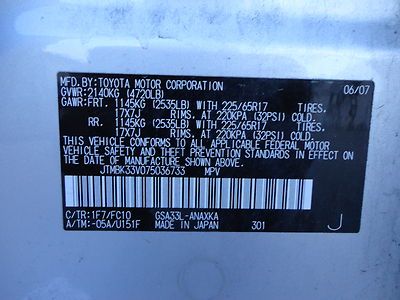 MFD.BY:TOYOTA MOTOR CORPORATION 06/07
GVWR:2140KG (4720LB)
GAWR:FRT. 1145KG (2535LB) WITH 225/65R17 TIRES,
17X7J RIMS, AT 220KPA (32PSI) COLD.
RR. 1145KG (2535LB) WITH 225/65R17 TIRES,
17X7J RIMS, AT 220KPA (32PSI) COLD.
THIS VEHICLE CONFORMS TO ALL APPLICABLE FEDERAL MOTOR
VEHICLE SAFETY AND THEFT PREVENTION STANDARDS IN EFFECT
ON THE DATE OF MANUFACTURE SHOWN ABOVE.
JTMBK33V075036733 MPV
C/TR:1F7/FC10 GSA33L-ANAXKA
A/TM:-05A/U151F MADE IN JAPAN 301 J